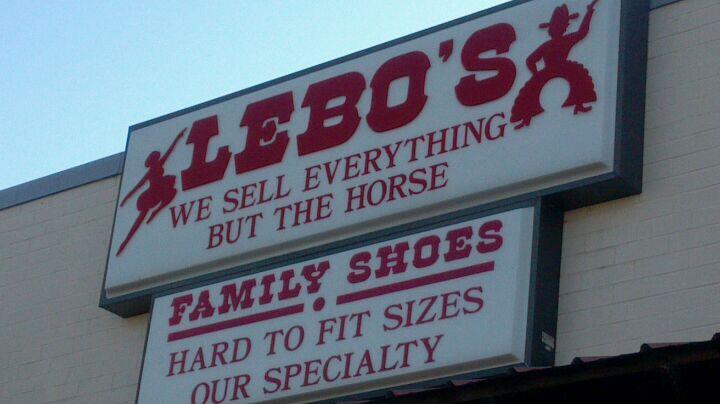 LEBO'S
WE SELL EVERYTHING
BUT THE HORSE
FAMILY SHOES
HARD TO FIT SIZES
OUR SPECIALTY